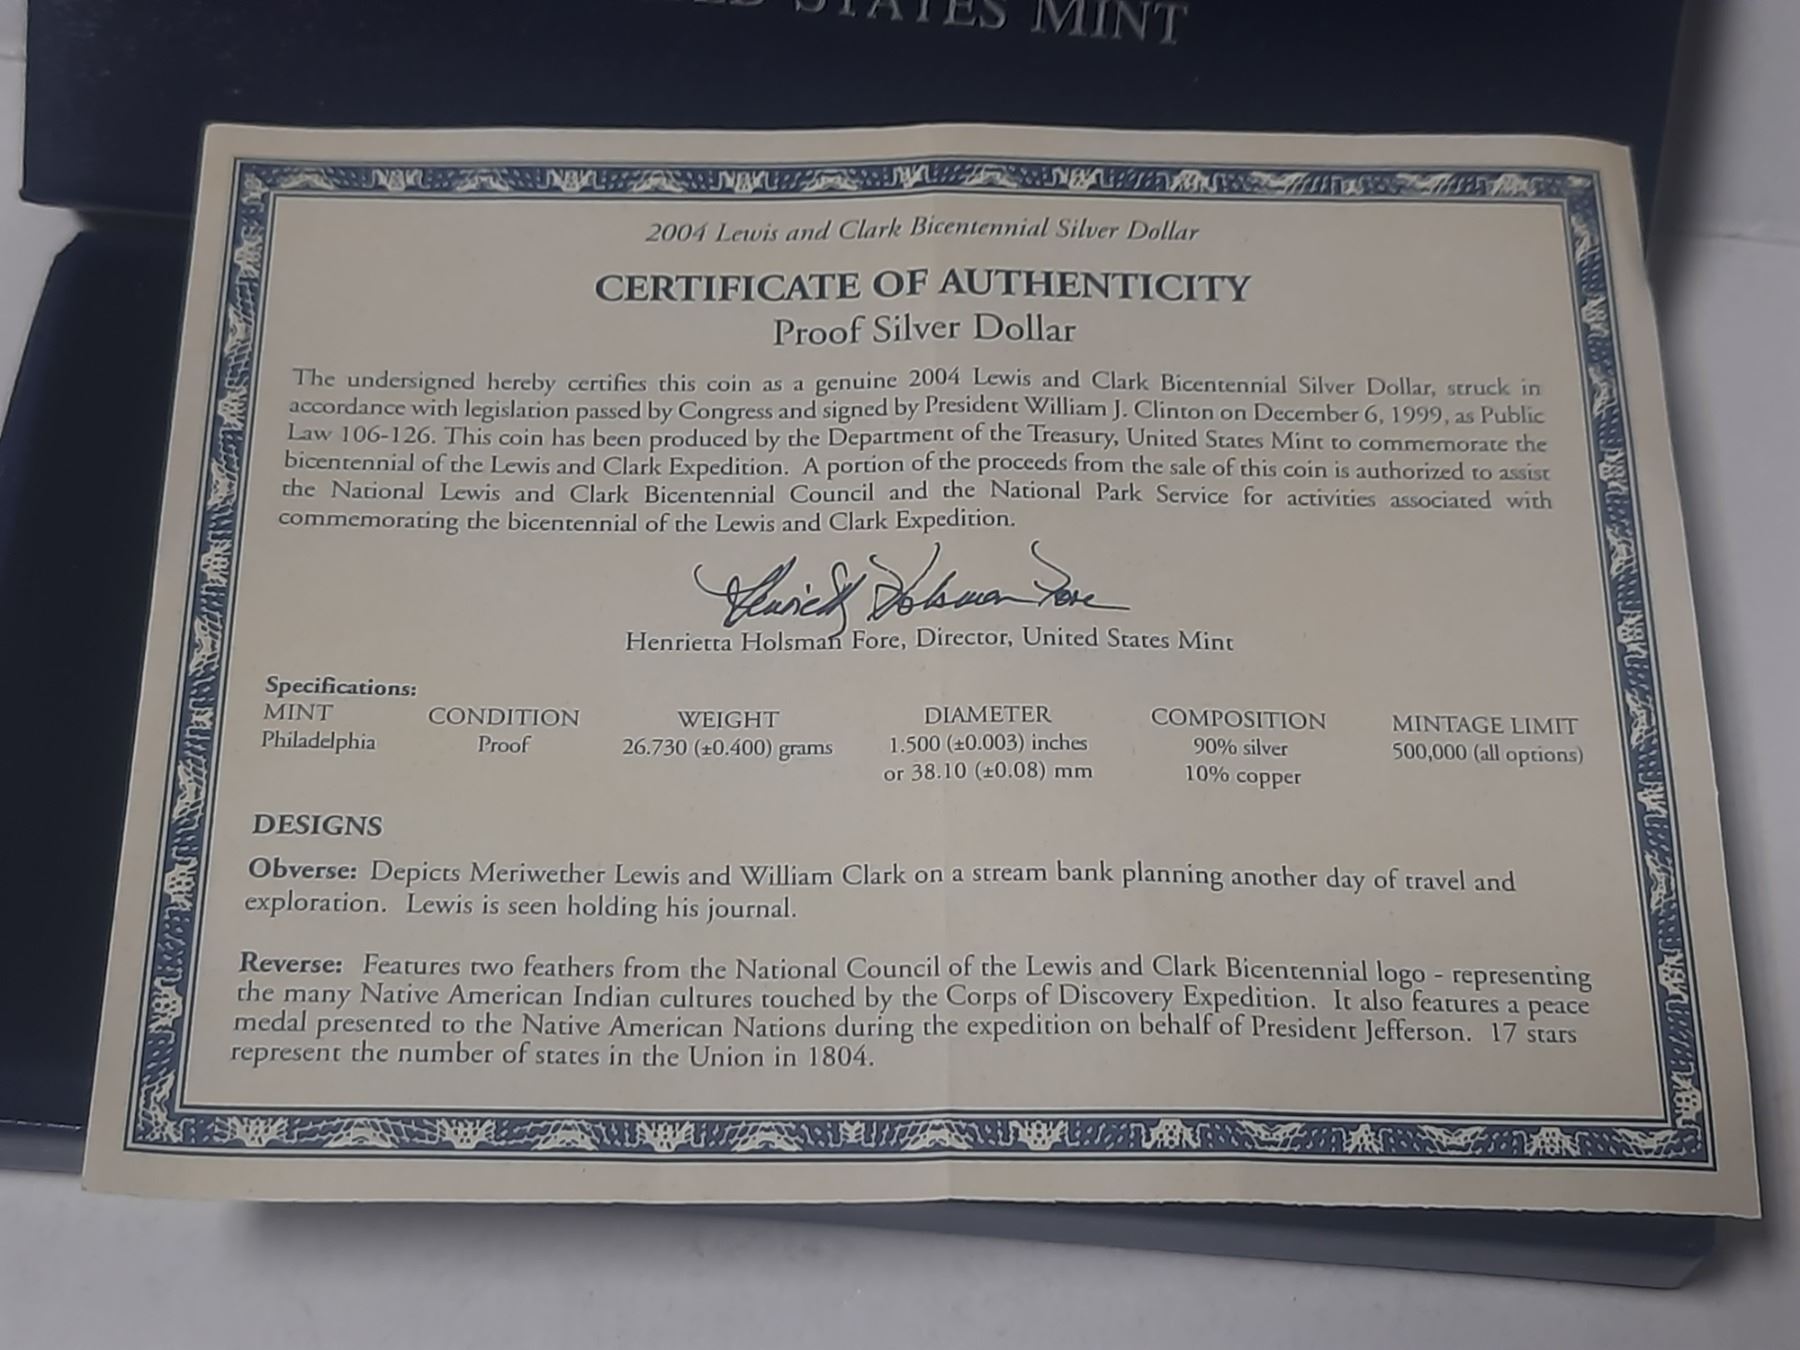 STATES MINT
2004 Lewis and Clark Bicentennial Silver Dollar
CERTIFICATE OF AUTHENTICITY
Proof Silver Dollar
The undersigned hereby certifies this coin as a genuine 2004 Lewis and Clark Bicentennial Silver Dollar, struck in
accordance with legislation passed by Congress and signed by President William J. Clinton on December 6, 1999, as Public
Law 106-126. This coin has been produced by the Department of the Treasury, United States Mint to commemorate the
bicentennial of the Lewis and Clark Expedition. A portion of the proceeds from the sale of this coin is authorized to assist
the National Lewis and Clark Bicentennial Council and the National Park Service for activities associated with
commemorating the bicentennial of the Lewis and Clark Expedition.
Henrietta Holsman Fore
Henrietta Holsman Fore, Director, United States Mint
Specifications:
MINT CONDITION WEIGHT DIAMETER COMPOSITION MINTAGE LIMIT
Philadelphia Proof 26.730 (±0.400) grams 1.500 (±0.003) inches 90% silver 500,000 (all options)
or 38.10 (±0.08) mm 10% copper
DESIGNS
Obverse: Depicts Meriwether Lewis and William Clark on a stream bank planning another day of travel and
exploration. Lewis is seen holding his journal.
Reverse: Features two feathers from the National Council of the Lewis and Clark Bicentennial logo - representing
the many Native American Indian cultures touched by the Corps of Discovery Expedition. It also features a peace
medal presented to the Native American Nations during the expedition on behalf of President Jefferson. 17 stars
represent the number of states in the Union in 1804.